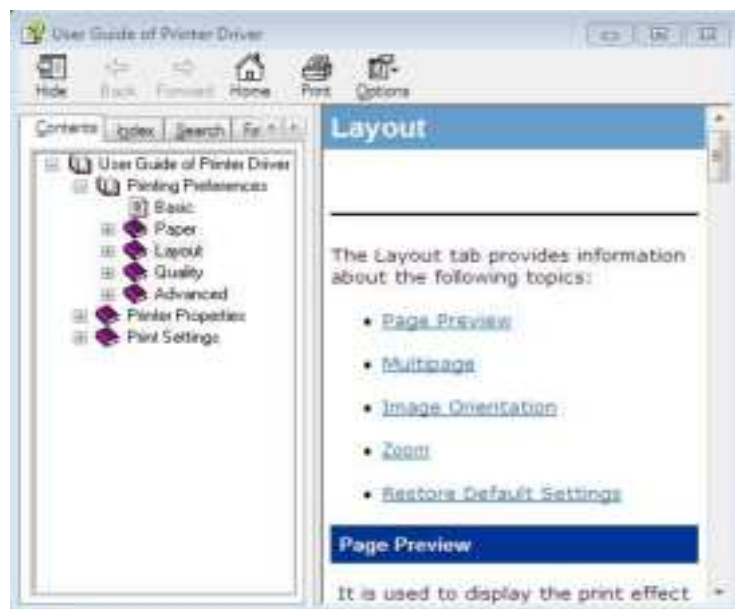 User Guide of Printer Driver
Hide Back Forward Home Print Options
Contents Index Search
User Guide of Printer Driver
Printing Preferences
Basic
Paper
Layout
Quality
Advanced
Printer Properties
Print Settings
Layout
The Layout tab provides information
about the following topics:
• Page Preview
• Multipage
• Image Orientation
• Zoom
• Restore Default Settings
Page Preview
It is used to display the print effect